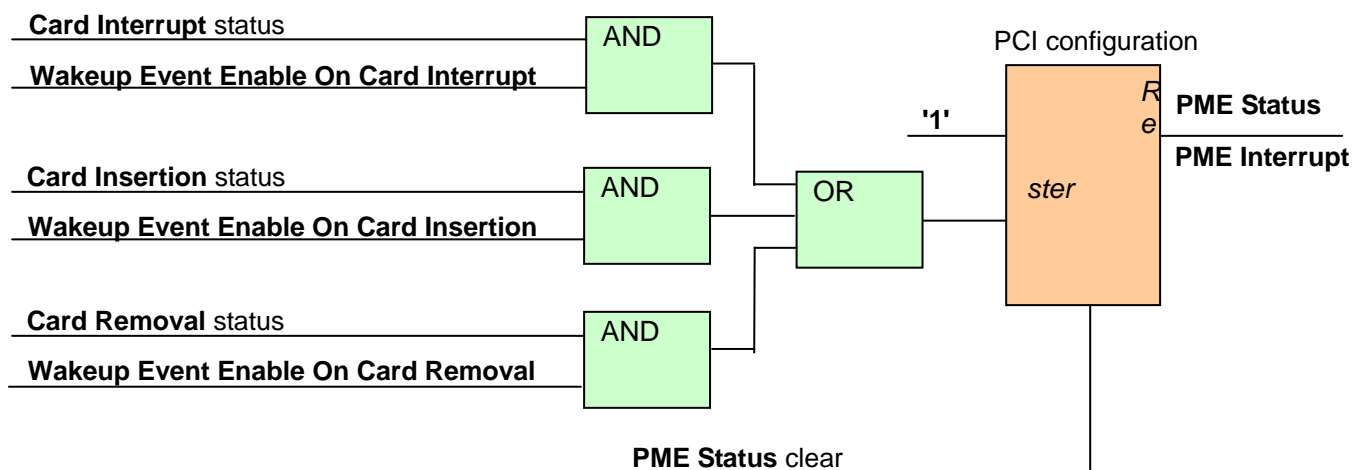 Card Interrupt status
AND
PCI configuration
Wakeup Event Enable On Card Interrupt
R
e
PME Status
'1'
PME Interrupt
Card Insertion status
AND
OR
ster
Wakeup Event Enable On Card Insertion
Card Removal status
AND
Wakeup Event Enable On Card Removal
PME Status clear